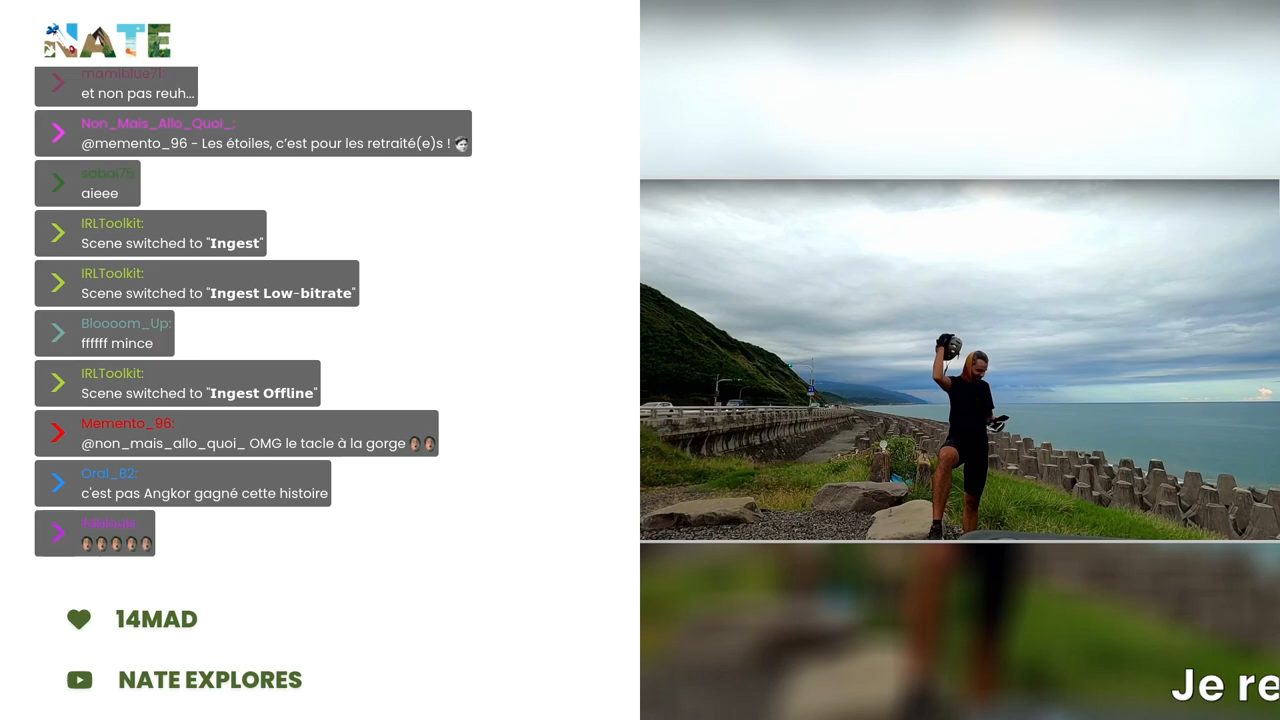 NATE
mamiblue71:
et non pas reuh...
Non_Mais_Allo_Quoi_:
@memento_96 - Les étoiles, c’est pour les retraité(e)s !
sobai75:
aieee
IRLToolkit:
Scene switched to "Ingest"
IRLToolkit:
Scene switched to "Ingest Low-bitrate"
Bloooom_Up:
ffffff mince
IRLToolkit:
Scene switched to "Ingest Offline"
Memento_96:
@non_mais_allo_quoi_ OMG le tacle à la gorge
Oral_B2:
c'est pas Angkor gagné cette histoire
14MAD
NATE EXPLORES
Je re